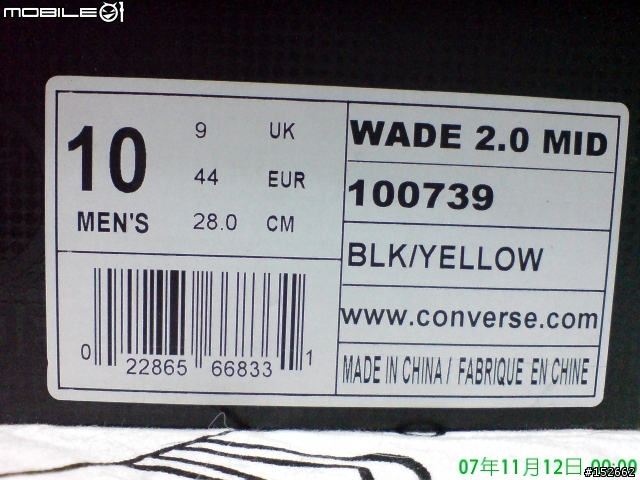 MOBILE01
10
MEN'S
9 UK
44 EUR
28.0 CM
WADE 2.0 MID
100739
BLK/YELLOW
www.converse.com
MADE IN CHINA / FABRIQUE EN CHINE
0 22865 66833 1
07年11月12日 00:00
#152662